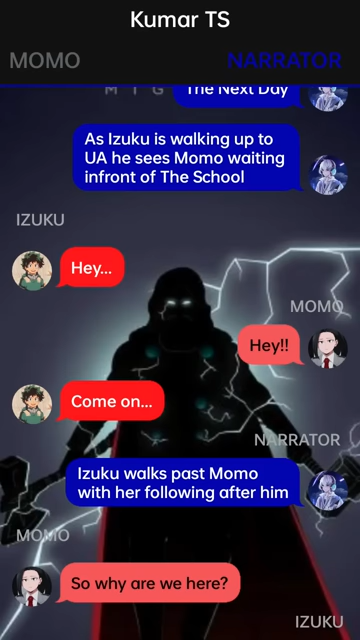 Kumar TS
MOMO
NARRATOR
M I G
The Next Day
As Izuku is walking up to
UA he sees Momo waiting
infront of The School
IZUKU
Hey...
MOMO
Hey!!
Come on...
NARRATOR
Izuku walks past Momo
with her following after him
MOMO
So why are we here?
IZUKU